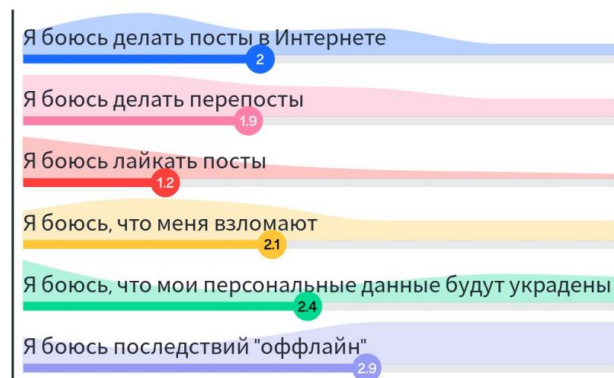 Я боюсь делать посты в Интернете
2
Я боюсь делать перепосты
1.9
Я боюсь лайкать посты
1.2
Я боюсь, что меня взломают
2.1
Я боюсь, что мои персональные данные будут украдены
2.4
Я боюсь последствий "оффлайн"
2.9